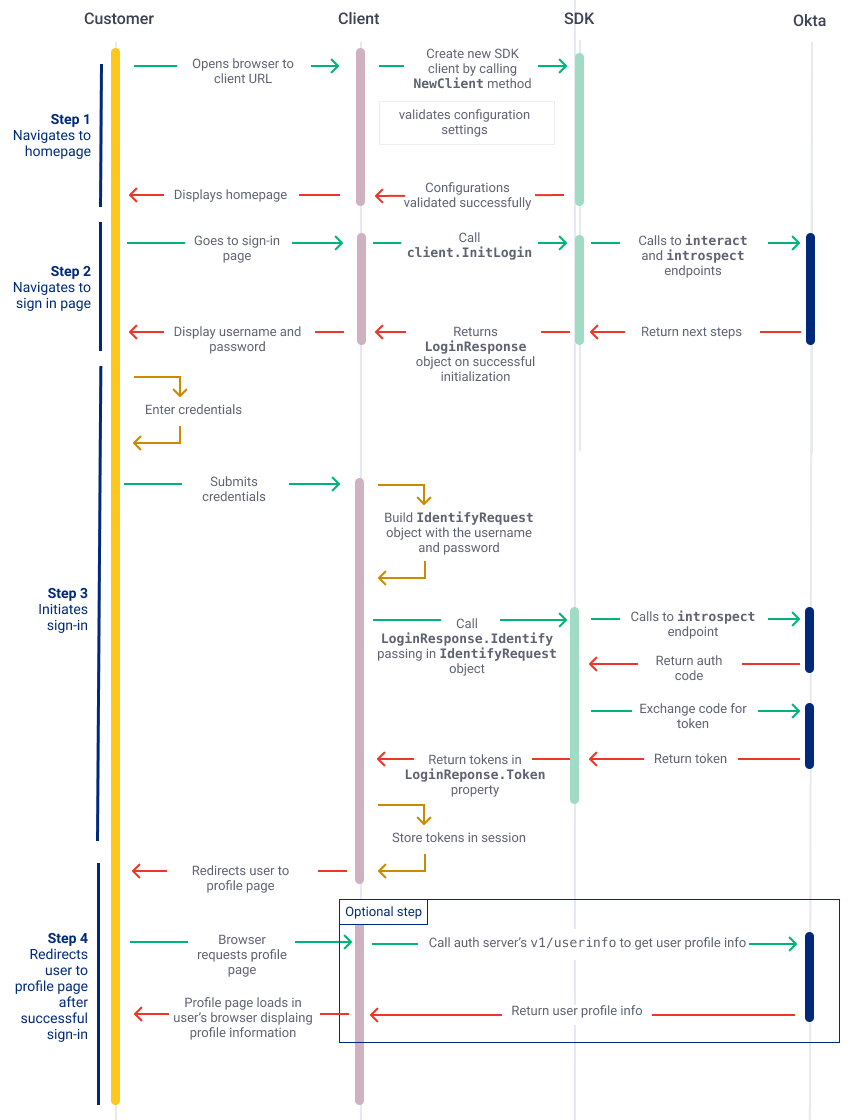 Customer
Client
SDK
Okta
Opens browser to
client URL
Create new SDK
client by calling
NewClient method
validates configuration
settings
Step 1
Navigates to
homepage
Displays homepage
Configurations
validated successfully
Goes to sign-in
page
Call
client.InitLogin
Calls to interact
and introspect
endpoints
Step 2
Navigates to
sign in page
Display username and
password
Returns
LoginResponse
object on successful
initialization
Return next steps
Enter credentials
Submits
credentials
Build IdentifyRequest
object with the username
and password
Step 3
Initiates
sign-in
Call
LoginResponse.Identify
passing in IdentifyRequest
object
Calls to introspect
endpoint
Return auth
code
Exchange code for
token
Return tokens in
LoginReponse.Token
property
Return token
Store tokens in session
Redirects user to
profile page
Optional step
Step 4
Redirects
user to
profile page
after
successful
sign-in
Browser
requests profile
page
Call auth server's v1/userinfo to get user profile info
Profile page loads in
user's browser displaing
profile information
Return user profile info